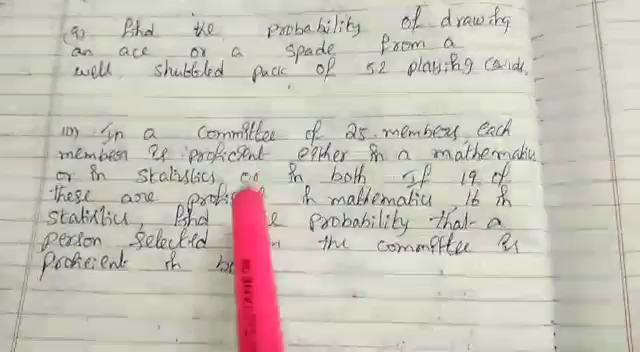 9) find the probability of drawing
an ace or a spade from a
well shuffled pack of 52 playing cards.
10) In a committee of 25 members each
member is proficient either in a mathematics
or in statistics or in both If 19 of
these are in mathematics, 16 in
statistics, find probability that a
person selected the committee is
proficient in